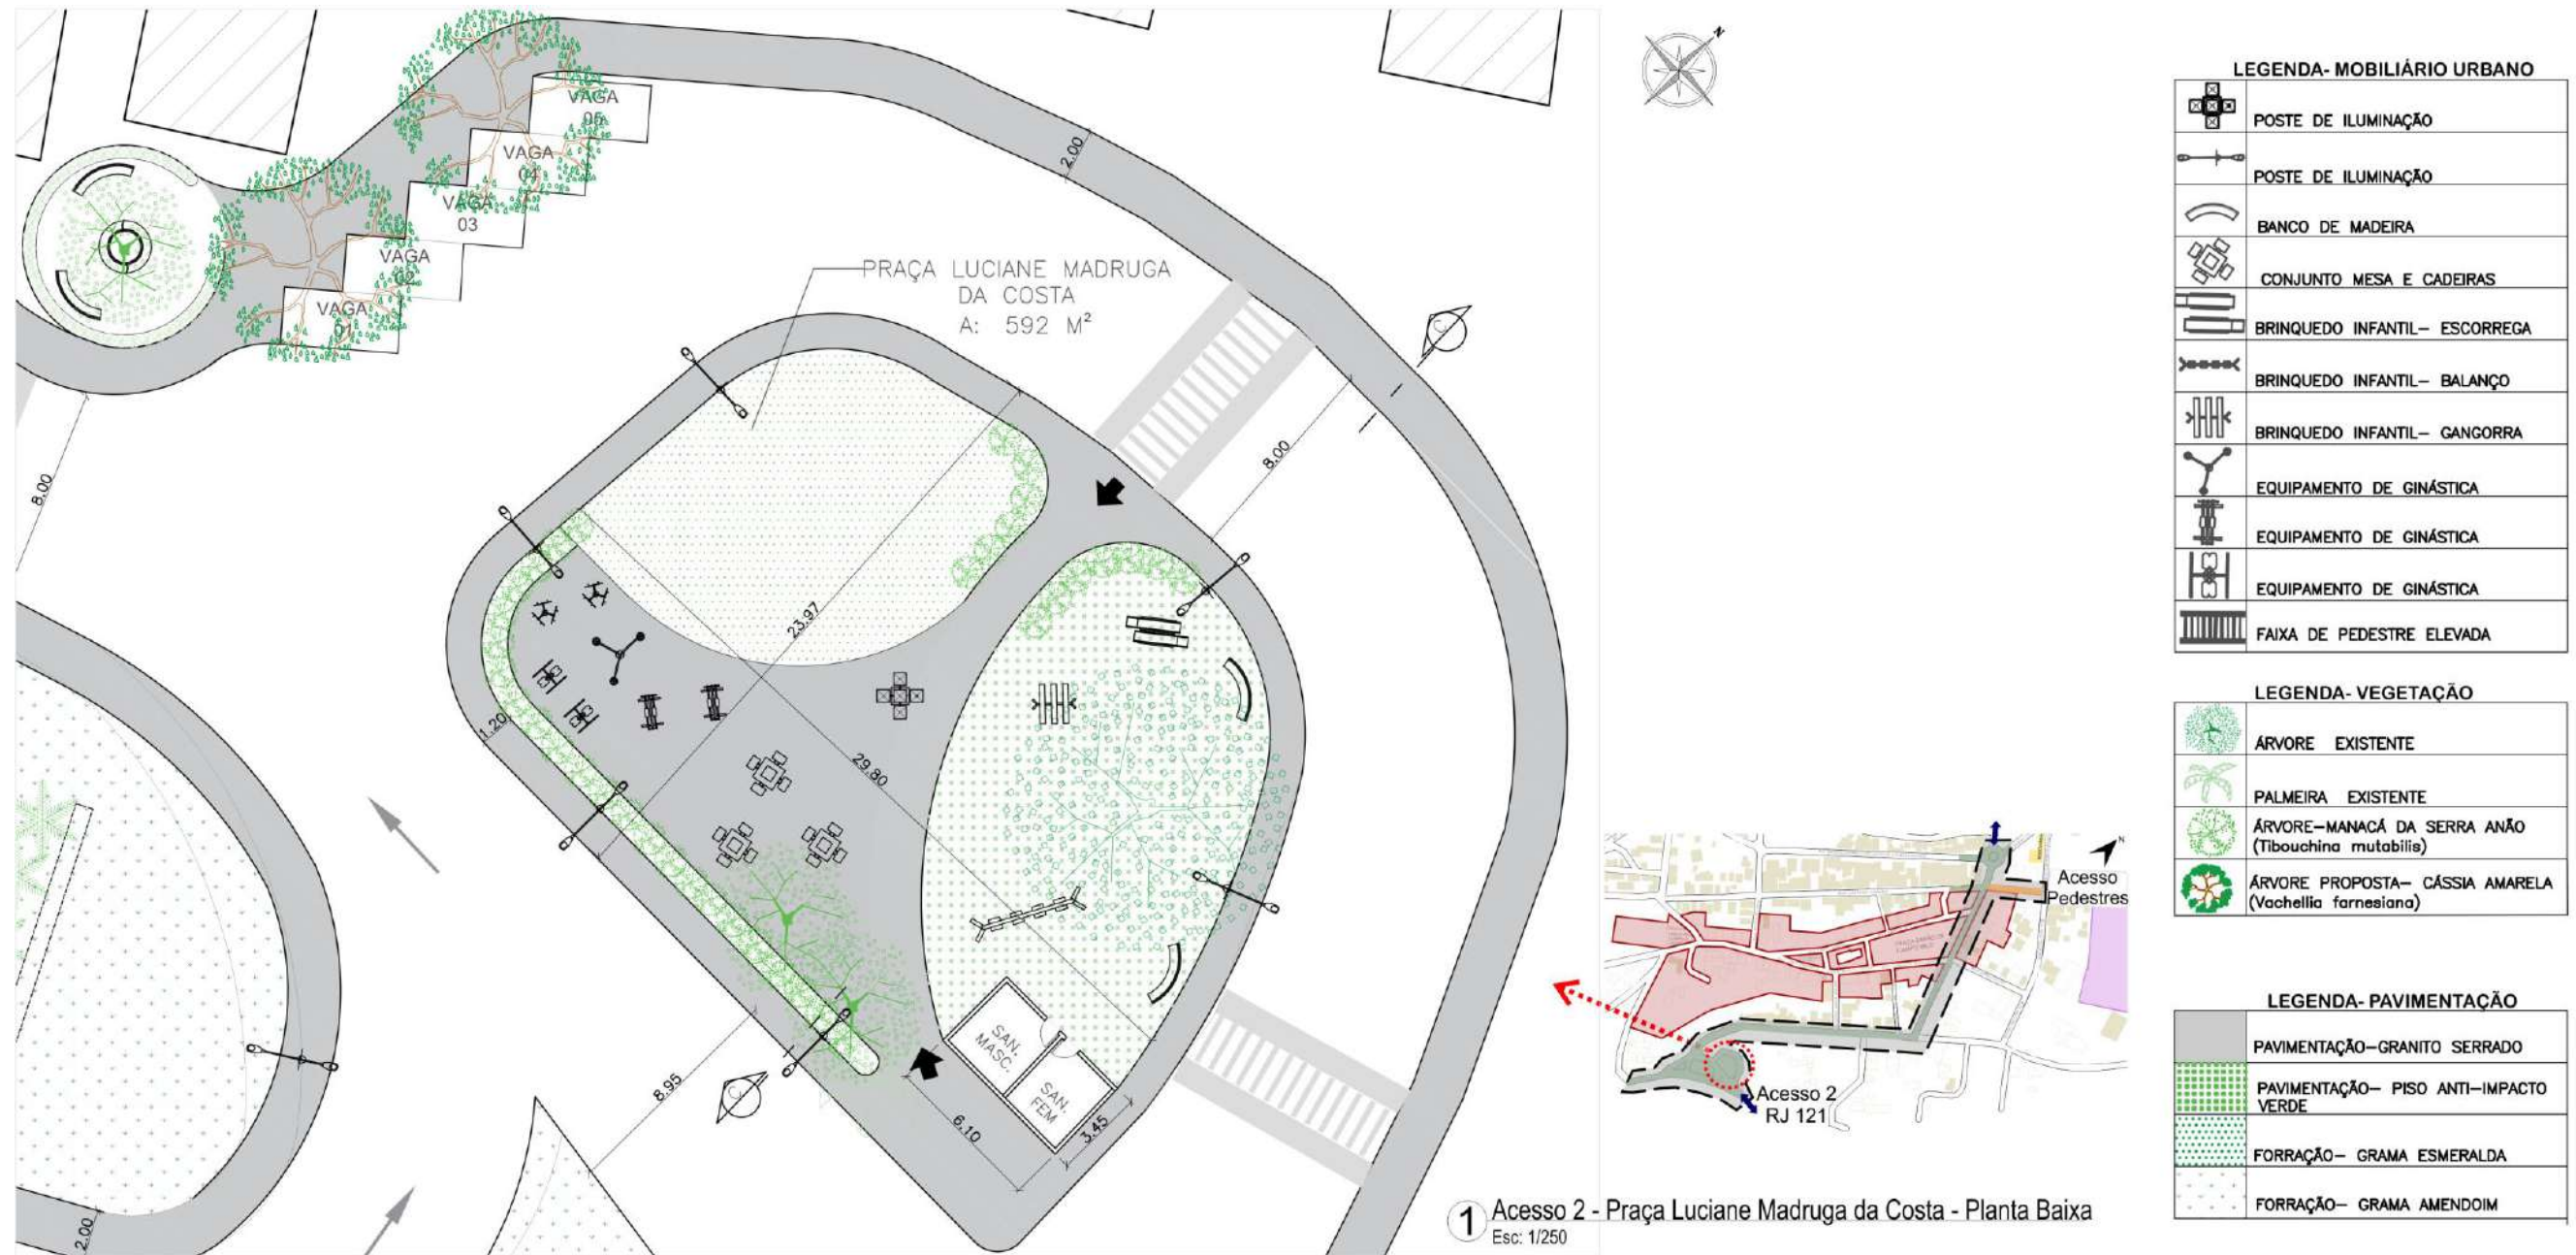 VAGA
05
VAGA
04
VAGA
03
VAGA
02
VAGA
01
2.00
N
PRAÇA LUCIANE MADRUGA
DA COSTA
A: 592 M²
8.00
8.00
23.97
29.80
1.20
8.95
6.10
3.45
2.00
C
C
SAN.
MASC.
SAN.
FEM.
1
Acesso 2 - Praça Luciane Madruga da Costa - Planta Baixa
Esc: 1/250
N
Acesso
Pedestres
Acesso 2
RJ 121
LEGENDA- MOBILIÁRIO URBANO
POSTE DE ILUMINAÇÃO
POSTE DE ILUMINAÇÃO
BANCO DE MADEIRA
CONJUNTO MESA E CADEIRAS
BRINQUEDO INFANTIL– ESCORREGA
BRINQUEDO INFANTIL– BALANÇO
BRINQUEDO INFANTIL– GANGORRA
EQUIPAMENTO DE GINÁSTICA
EQUIPAMENTO DE GINÁSTICA
EQUIPAMENTO DE GINÁSTICA
FAIXA DE PEDESTRE ELEVADA
LEGENDA- VEGETAÇÃO
ÁRVORE EXISTENTE
PALMEIRA EXISTENTE
ÁRVORE–MANACÁ DA SERRA ANÃO
(Tibouchina mutabilis)
ÁRVORE PROPOSTA– CÁSSIA AMARELA
(Vachellia farnesiana)
LEGENDA- PAVIMENTAÇÃO
PAVIMENTAÇÃO–GRANITO SERRADO
PAVIMENTAÇÃO– PISO ANTI–IMPACTO
VERDE
FORRAÇÃO– GRAMA ESMERALDA
FORRAÇÃO– GRAMA AMENDOIM